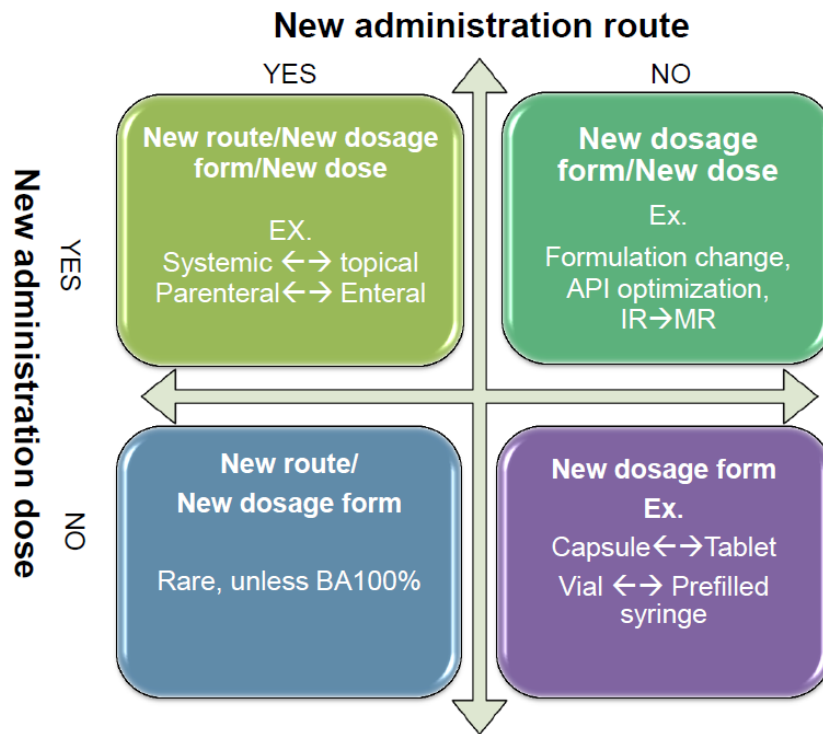 New administration route
YES
NO
New administration dose
YES
New route/New dosage
form/New dose
EX.
Systemic ←→ topical
Parenteral←→ Enteral
New dosage
form/New dose
Ex.
Formulation change,
API optimization,
IR→MR
NO
New route/
New dosage form
Rare, unless BA100%
New dosage form
Ex.
Capsule←→Tablet
Vial ←→ Prefilled
syringe